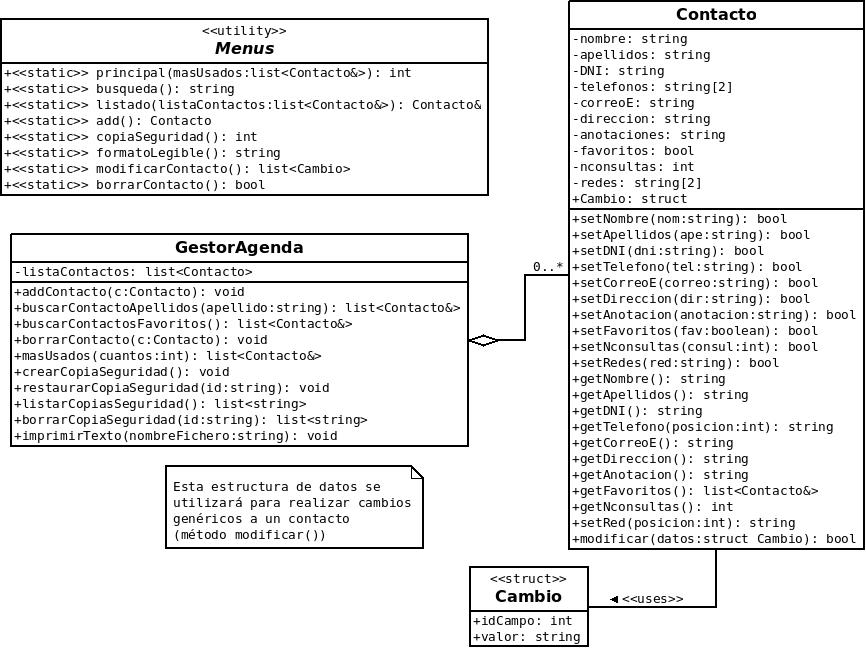 <<utility>>
Menus
+<<static>> principal(masUsados:list<Contacto&>): int
+<<static>> busqueda(): string
+<<static>> listado(listaContactos:list<Contacto&>): Contacto&
+<<static>> add(): Contacto
+<<static>> copiaSeguridad(): int
+<<static>> formatoLegible(): string
+<<static>> modificarContacto(): list<Cambio>
+<<static>> borrarContacto(): bool
GestorAgenda
-listaContactos: list<Contacto>
+addContacto(c:Contacto): void
+buscarContactoApellidos(apellido:string): list<Contacto&>
+buscarContactosFavoritos(): list<Contacto&>
+borrarContacto(c:Contacto): void
+masUsados(cuantos:int): list<Contacto&>
+crearCopiaSeguridad(): void
+restaurarCopiaSeguridad(id:string): void
+listarCopiasSeguridad(): list<string>
+borrarCopiaSeguridad(id:string): list<string>
+imprimirTexto(nombreFichero:string): void
0..*
Contacto
-nombre: string
-apellidos: string
-DNI: string
-telefonos: string[2]
-correoE: string
-direccion: string
-anotaciones: string
-favoritos: bool
-nconsultas: int
-redes: string[2]
+Cambio: struct
+setNombre(nom:string): bool
+setApellidos(ape:string): bool
+setDNI(dni:string): bool
+setTelefono(tel:string): bool
+setCorreoE(correo:string): bool
+setDireccion(dir:string): bool
+setAnotacion(anotacion:string): bool
+setFavoritos(fav:boolean): bool
+setNconsultas(consul:int): bool
+setRedes(red:string): bool
+getNombre(): string
+getApellidos(): string
+getDNI(): string
+getTelefono(posicion:int): string
+getCorreoE(): string
+getDireccion(): string
+getAnotacion(): string
+getFavoritos(): list<Contacto&>
+getNconsultas(): int
+setRed(posicion:int): string
+modificar(datos:struct Cambio): bool
Esta estructura de datos se
utilizará para realizar cambios
genéricos a un contacto
(método modificar())
<<struct>>
Cambio
+idCampo: int
+valor: string
<<uses>>